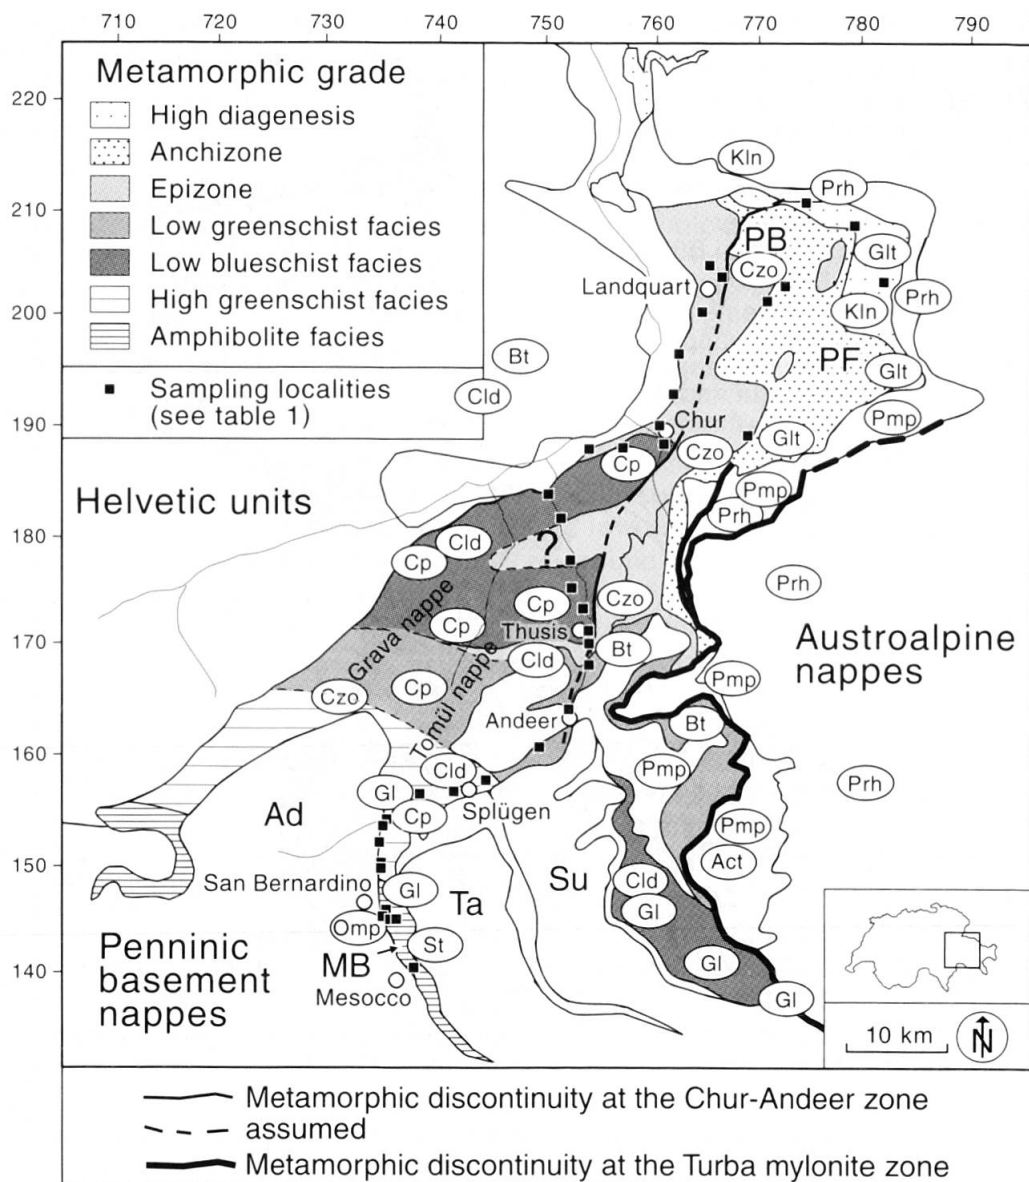 710 720 730 740 750 760 770 780 790
220
210
200
190
180
170
160
150
140
Metamorphic grade
High diagenesis
Anchizone
Epizone
Low greenschist facies
Low blueschist facies
High greenschist facies
Amphibolite facies
Sampling localities
(see table 1)
Kln
Prh
PB
Czo
Glt
Landquart
Kln
Prh
Bt
PF
Glt
Cld
Chur
Pmp
Glt
Czo
Cp
Helvetic units
Pmp
Prh
Cld
?
Cp
Prh
Cp
Czo
Cp
Thusis
Grava nappe
Austroalpine
nappes
Bt
Cld
Cp
Tomül nappe
Czo
Pmp
Andeer
Bt
Cld
Pmp
Gl
Prh
Splügen
Ad
Cp
Pmp
Act
San Bernardino
Gl
Ta
Su
Cld
Gl
Omp
St
Penninic
basement
nappes
MB
Mesocco
Gl
Gl
10 km
N
Metamorphic discontinuity at the Chur-Andeer zone
assumed
Metamorphic discontinuity at the Turba mylonite zone